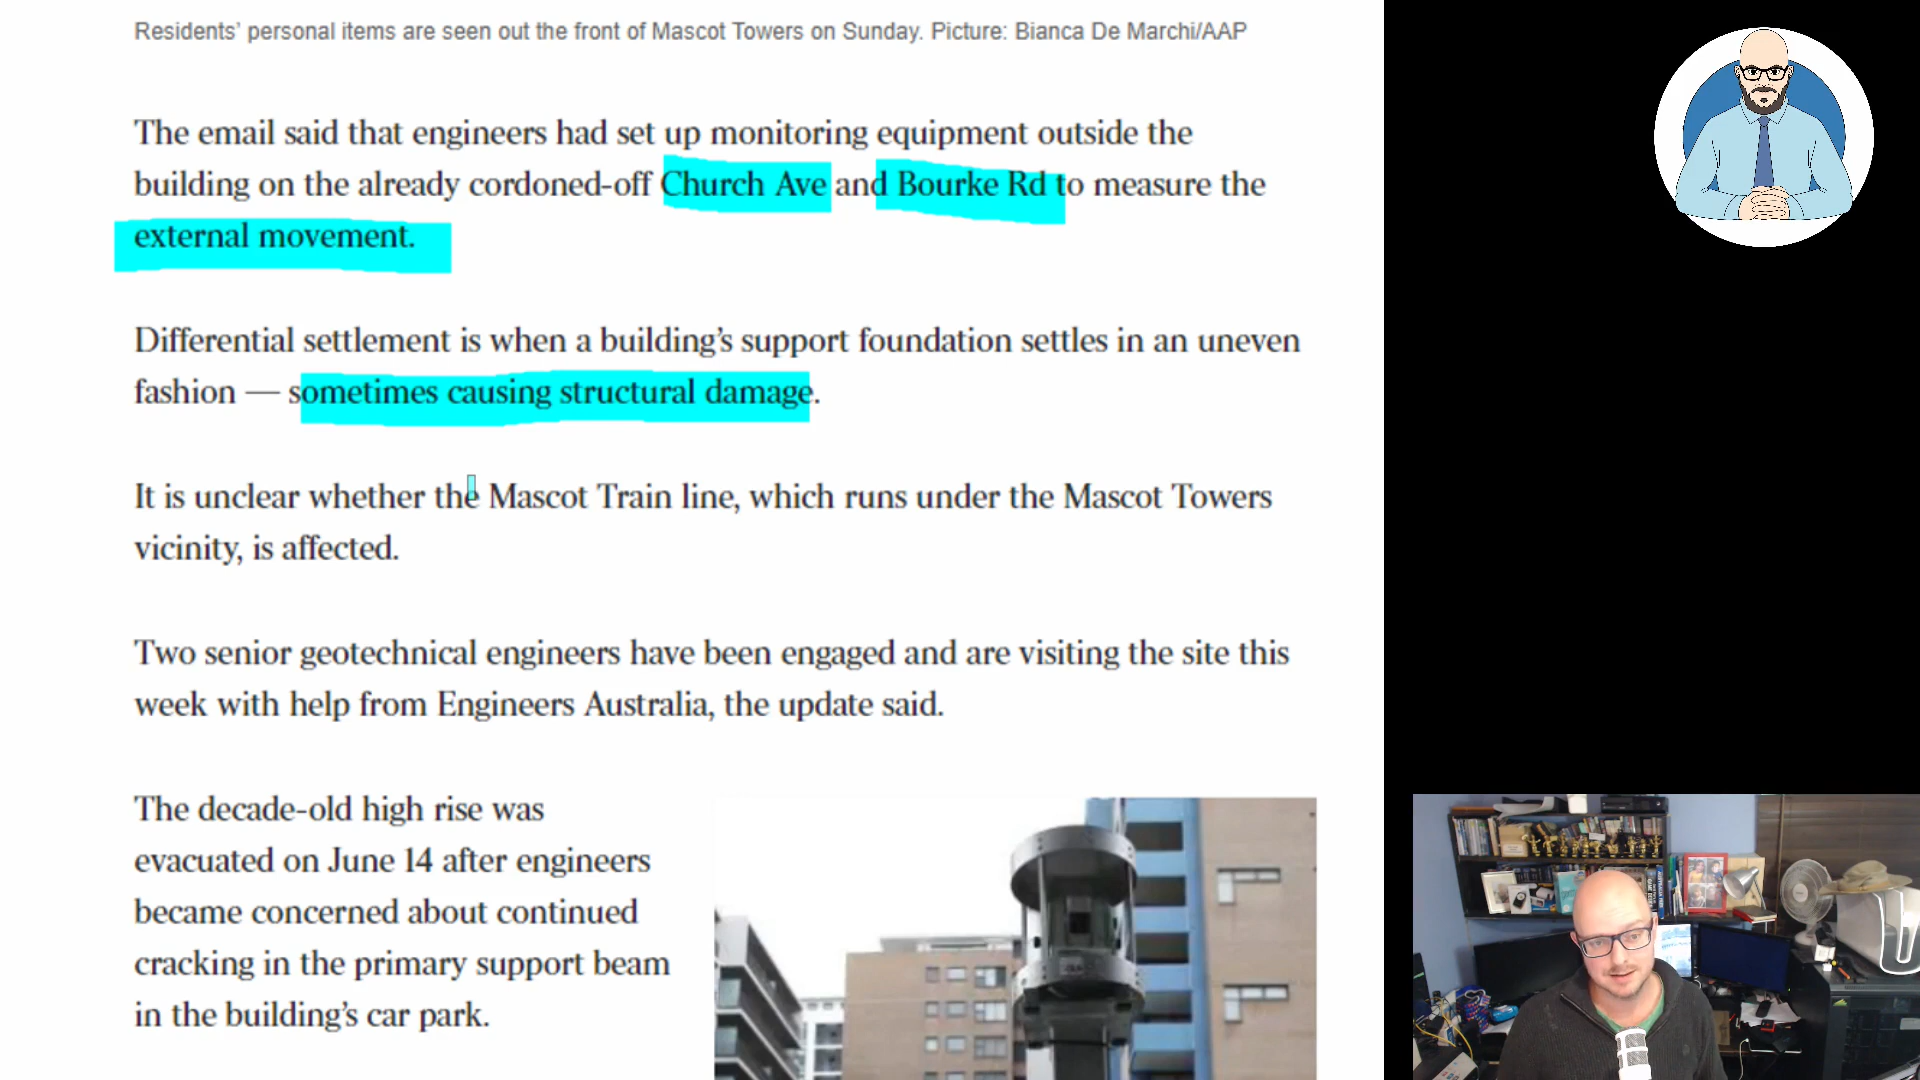 Residents' personal items are seen out the front of Mascot Towers on Sunday. Picture: Bianca De Marchi/AAP
The email said that engineers had set up monitoring equipment outside the
building on the already cordoned-off Church Ave and Bourke Rd to measure the
external movement.
Differential settlement is when a building’s support foundation settles in an uneven
fashion — sometimes causing structural damage.
It is unclear whether the Mascot Train line, which runs under the Mascot Towers
vicinity, is affected.
Two senior geotechnical engineers have been engaged and are visiting the site this
week with help from Engineers Australia, the update said.
The decade-old high rise was
evacuated on June 14 after engineers
became concerned about continued
cracking in the primary support beam
in the building’s car park.